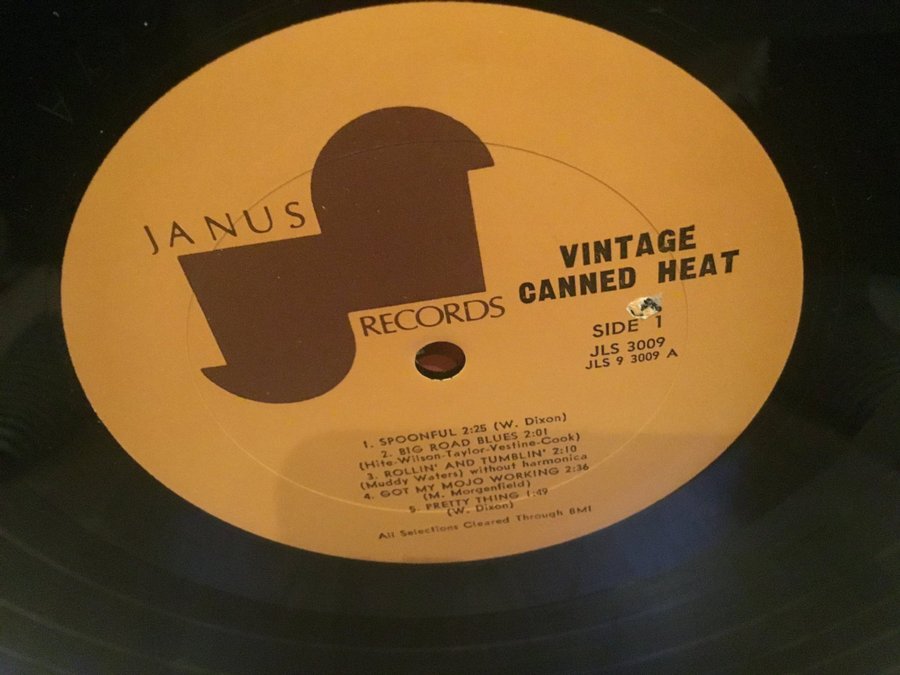 JANUS
RECORDS
VINTAGE
CANNED HEAT
SIDE 1
JLS 3009
JLS 9 3009 A
1. SPOONFUL 2:25 (W. Dixon)
2. BIG ROAD BLUES 2:01
(Hite-Wilson-Taylor-Vestine-Cook)
3. ROLLIN' AND TUMBLIN' 2:10
(Muddy Waters) without harmonica
4. GOT MY MOJO WORKING 2:36
(M. Morgenfield)
5. PRETTY THING 1:49
(W. Dixon)
All Selections Cleared Through BMI